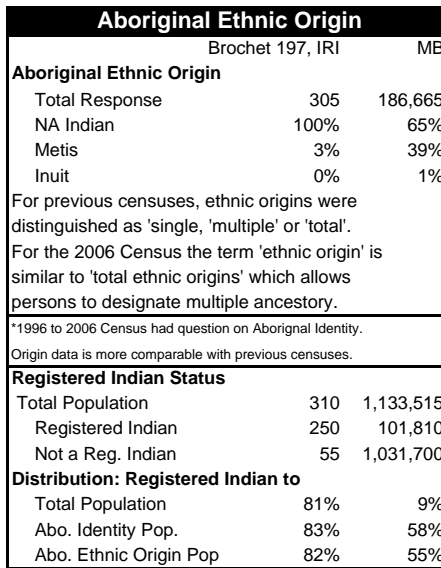 Aboriginal Ethnic Origin
Brochet 197, IRI MB
Aboriginal Ethnic Origin
Total Response 305 186,665
NA Indian 100% 65%
Metis 3% 39%
Inuit 0% 1%
For previous censuses, ethnic origins were
distinguished as 'single, 'multiple' or 'total'.
For the 2006 Census the term 'ethnic origin' is
similar to 'total ethnic origins' which allows
persons to designate multiple ancestory.
*1996 to 2006 Census had question on Aborignal Identity.
Origin data is more comparable with previous censuses.
Registered Indian Status
Total Population 310 1,133,515
Registered Indian 250 101,810
Not a Reg. Indian 55 1,031,700
Distribution: Registered Indian to
Total Population 81% 9%
Abo. Identity Pop. 83% 58%
Abo. Ethnic Origin Pop 82% 55%